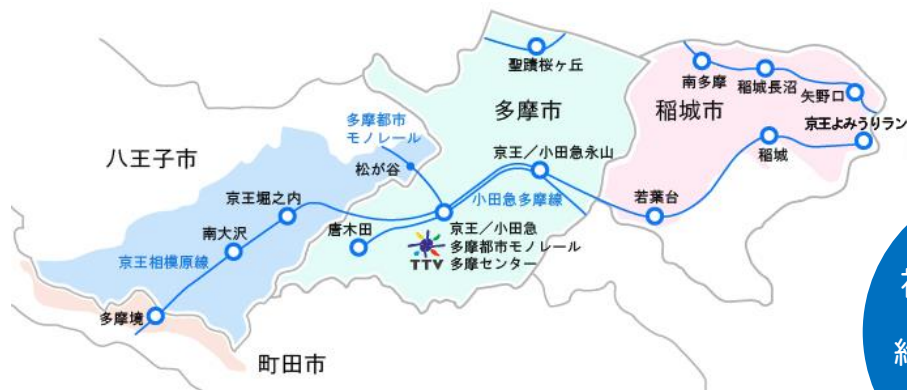 聖蹟桜ヶ丘
南多摩
稲城長沼
矢野口
多摩市
稲城市
京王よみうりラン
多摩都市
モノレール
八王子市
松が谷
京王／小田急永山
稲城
京王堀之内
小田急多摩線
若葉台
南大沢
唐木田
京王／小田急
多摩都市モノレール
多摩センター
TTV
京王相模原線
多摩境
町田市